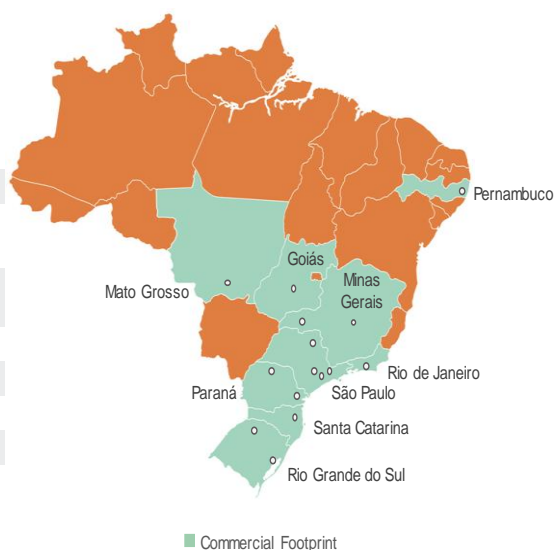 Pernambuco
Goiás
Minas
Gerais
Mato Grosso
Rio de Janeiro
Paraná
São Paulo
Santa Catarina
Rio Grande do Sul
Commercial Footprint